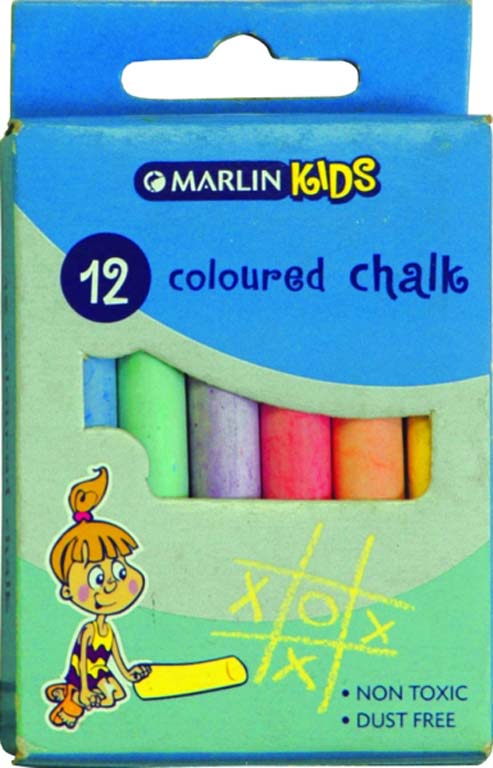 MARLIN KIDS
12 coloured chalk
X O X
X
• NON TOXIC
• DUST FREE